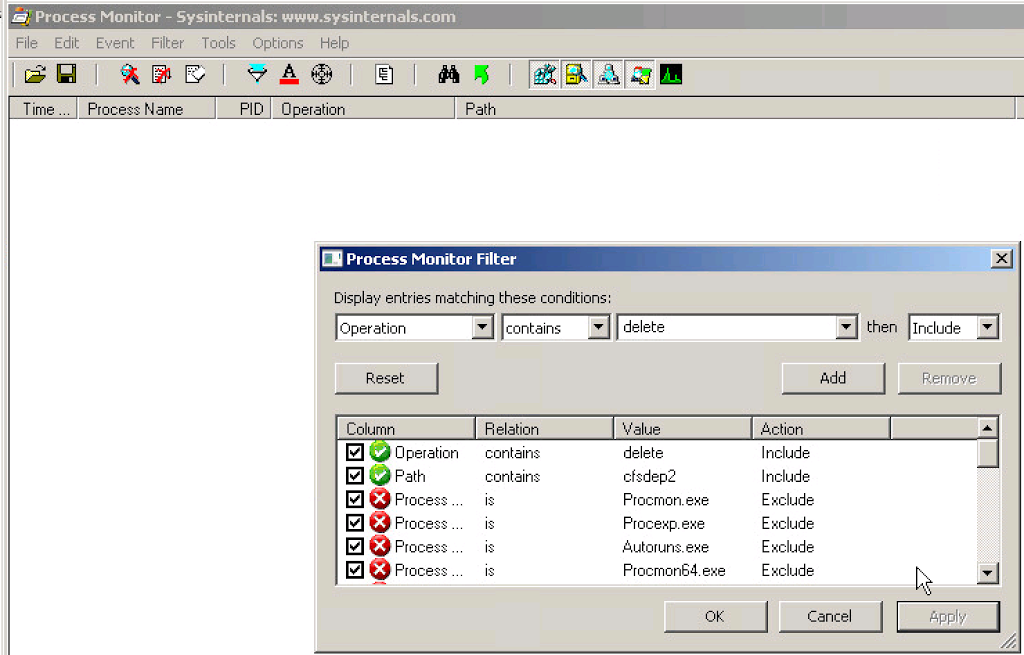 Process Monitor - Sysinternals: www.sysinternals.com
File Edit Event Filter Tools Options Help
Time ... Process Name PID Operation Path
Process Monitor Filter
Display entries matching these conditions:
Operation contains delete then Include
Reset Add Remove
Column Relation Value Action
Operation contains delete Include
Path contains cfsdep2 Include
Process ... is Procmon.exe Exclude
Process ... is Procexp.exe Exclude
Process ... is Autoruns.exe Exclude
Process ... is Procmon64.exe Exclude
OK Cancel Apply